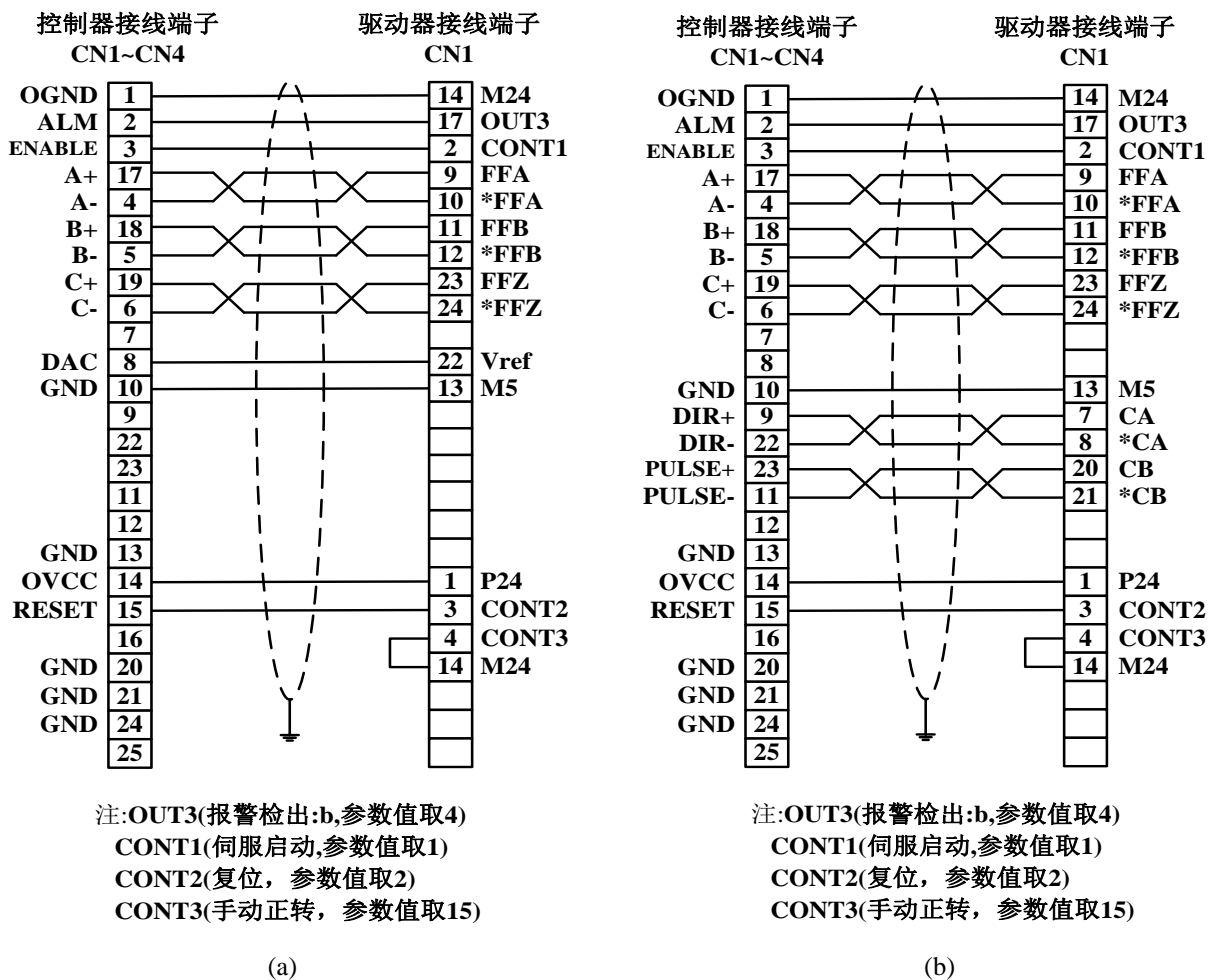 控制器接线端子 驱动器接线端子
CN1~CN4 CN1
OGND 1 14 M24
ALM 2 17 OUT3
ENABLE 3 2 CONT1
A+ 17 9 FFA
A- 4 10 *FFA
B+ 18 11 FFB
B- 5 12 *FFB
C+ 19 23 FFZ
C- 6 24 *FFZ
7
DAC 8 22 Vref
GND 10 13 M5
9
22
23
11
12
GND 13
OVCC 14 1 P24
RESET 15 3 CONT2
16 4 CONT3
GND 20 14 M24
GND 21
GND 24
25
注:OUT3(报警检出:b,参数值取4)
CONT1(伺服启动,参数值取1)
CONT2(复位，参数值取2)
CONT3(手动正转，参数值取15)
(a)
控制器接线端子 驱动器接线端子
CN1~CN4 CN1
OGND 1 14 M24
ALM 2 17 OUT3
ENABLE 3 2 CONT1
A+ 17 9 FFA
A- 4 10 *FFA
B+ 18 11 FFB
B- 5 12 *FFB
C+ 19 23 FFZ
C- 6 24 *FFZ
7
8
GND 10 13 M5
DIR+ 9 7 CA
DIR- 22 8 *CA
PULSE+ 23 20 CB
PULSE- 11 21 *CB
12
GND 13
OVCC 14 1 P24
RESET 15 3 CONT2
16 4 CONT3
GND 20 14 M24
GND 21
GND 24
25
注:OUT3(报警检出:b,参数值取4)
CONT1(伺服启动,参数值取1)
CONT2(复位，参数值取2)
CONT3(手动正转，参数值取15)
(b)